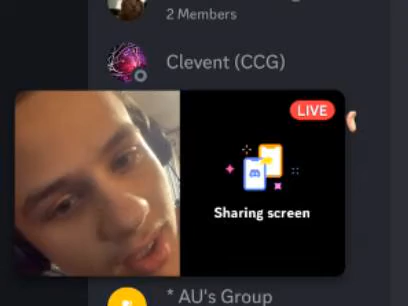 2 Members
Clevent (CCG)
LIVE
Sharing screen
* AU's Group